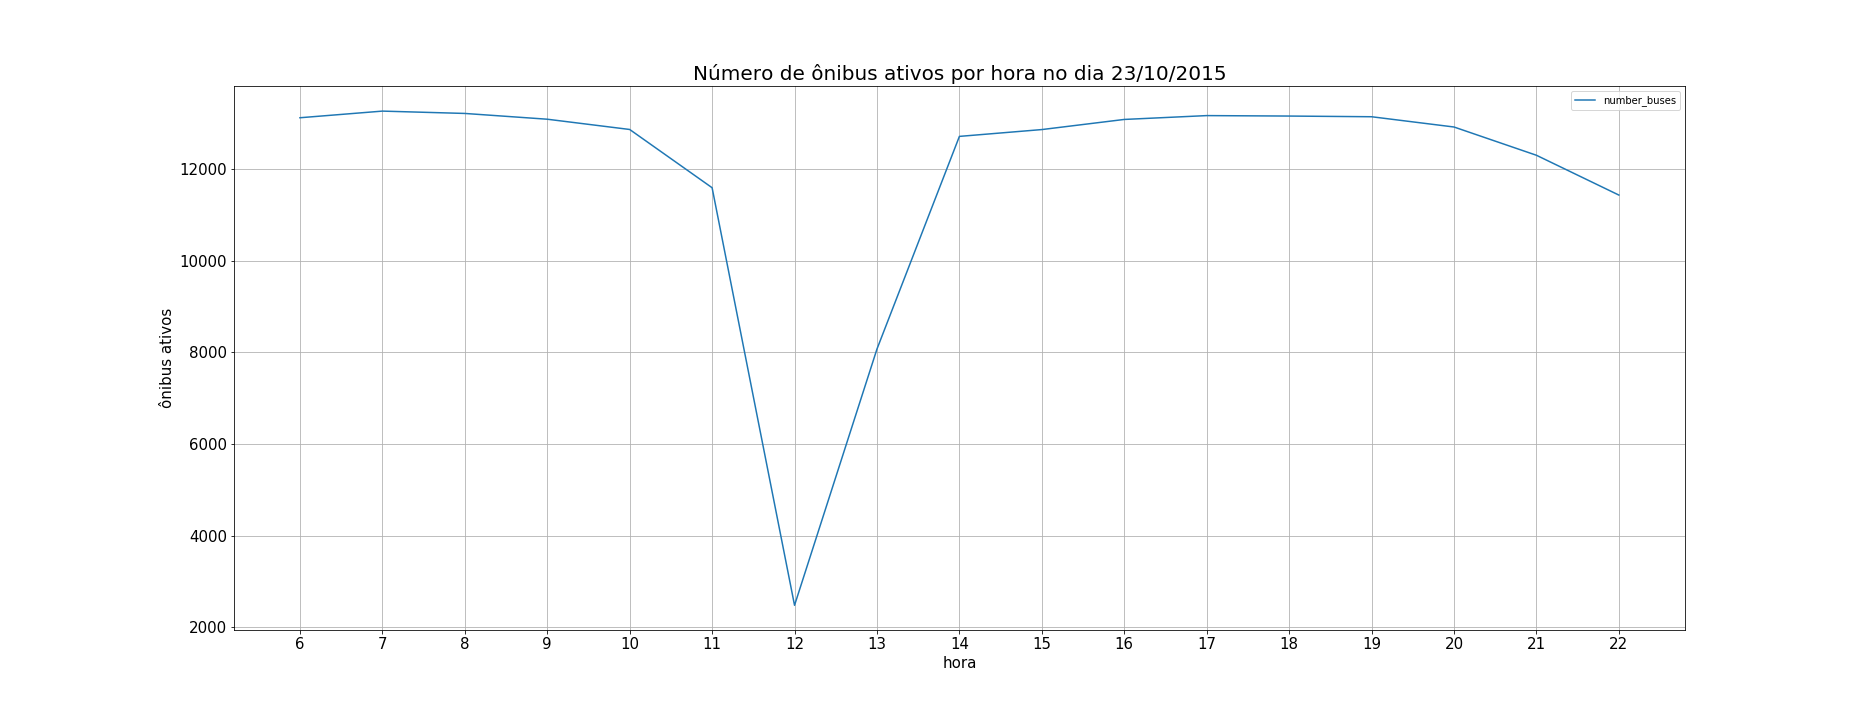 Número de ônibus ativos por hora no dia 23/10/2015
number_buses
12000
10000
8000
6000
4000
2000
ônibus ativos
6 7 8 9 10 11 12 13 14 15 16 17 18 19 20 21 22
hora